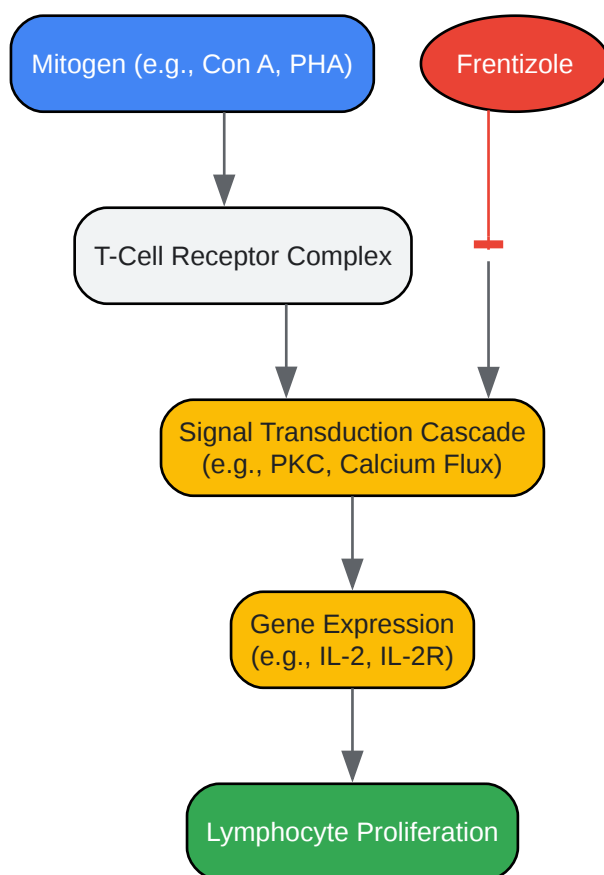 Mitogen (e.g., Con A, PHA)
Frentizole
T-Cell Receptor Complex
Signal Transduction Cascade
(e.g., PKC, Calcium Flux)
Gene Expression
(e.g., IL-2, IL-2R)
Lymphocyte Proliferation